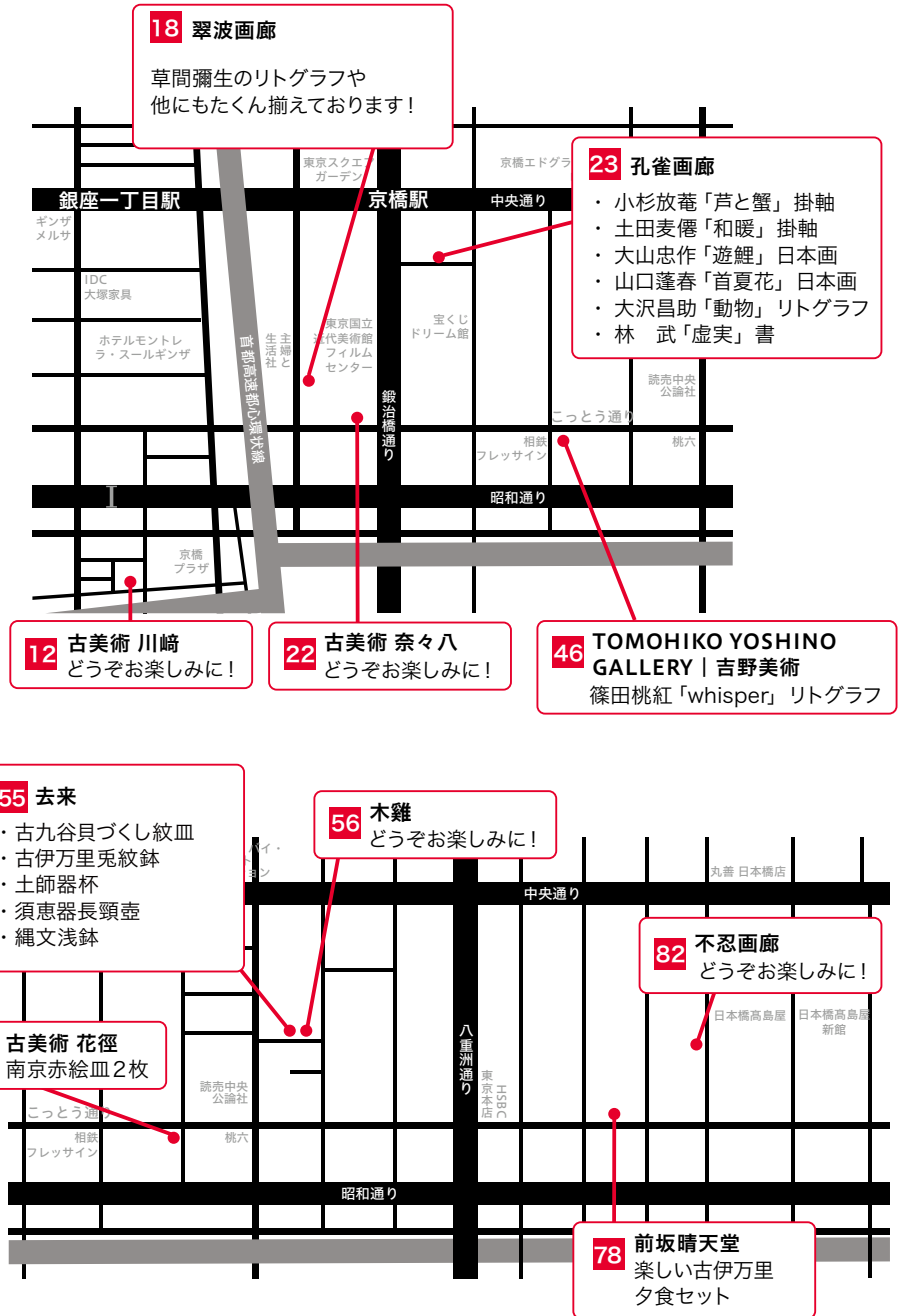 18 翠波画廊
草間彌生のリトグラフや
他にもたくん揃えております！
東京スクエア
ガーデン
京橋エドグラ
23 孔雀画廊
・ 小杉放菴「芦と蟹」掛軸
・ 土田麦僊「和暖」掛軸
・ 大山忠作「遊鯉」日本画
・ 山口蓬春「首夏花」日本画
・ 大沢昌助「動物」リトグラフ
・ 林　武「虚実」書
銀座一丁目駅
京橋駅
中央通り
ギンザ
メルサ
IDC
大塚家具
ホテルモントレ
ラ・スールギンザ
首都高速都心環状線
主婦と
生活社
東京国立
近代美術館
フィルム
センター
宝くじ
ドリーム館
鍛冶橋通り
読売中央
公論社
こっとう通り
相鉄
フレッサイン
桃六
昭和通り
京橋
プラザ
12 古美術 川﨑
どうぞお楽しみに！
22 古美術 奈々八
どうぞお楽しみに！
46 TOMOHIKO YOSHINO
GALLERY｜吉野美術
篠田桃紅「whisper」リトグラフ
55 去来
・古九谷貝づくし紋皿
・古伊万里兎紋鉢
・土師器杯
・須恵器長頸壺
・縄文浅鉢
56 木雞
どうぞお楽しみに！
バイ・
ト
ョン
中央通り
丸善 日本橋店
82 不忍画廊
どうぞお楽しみに！
日本橋髙島屋
日本橋髙島屋
新館
古美術 花徑
南京赤絵皿２枚
八重洲通り
HSBC
東京本店
読売中央
公論社
こっとう通り
相鉄
フレッサイン
桃六
昭和通り
78 前坂晴天堂
楽しい古伊万里
夕食セット